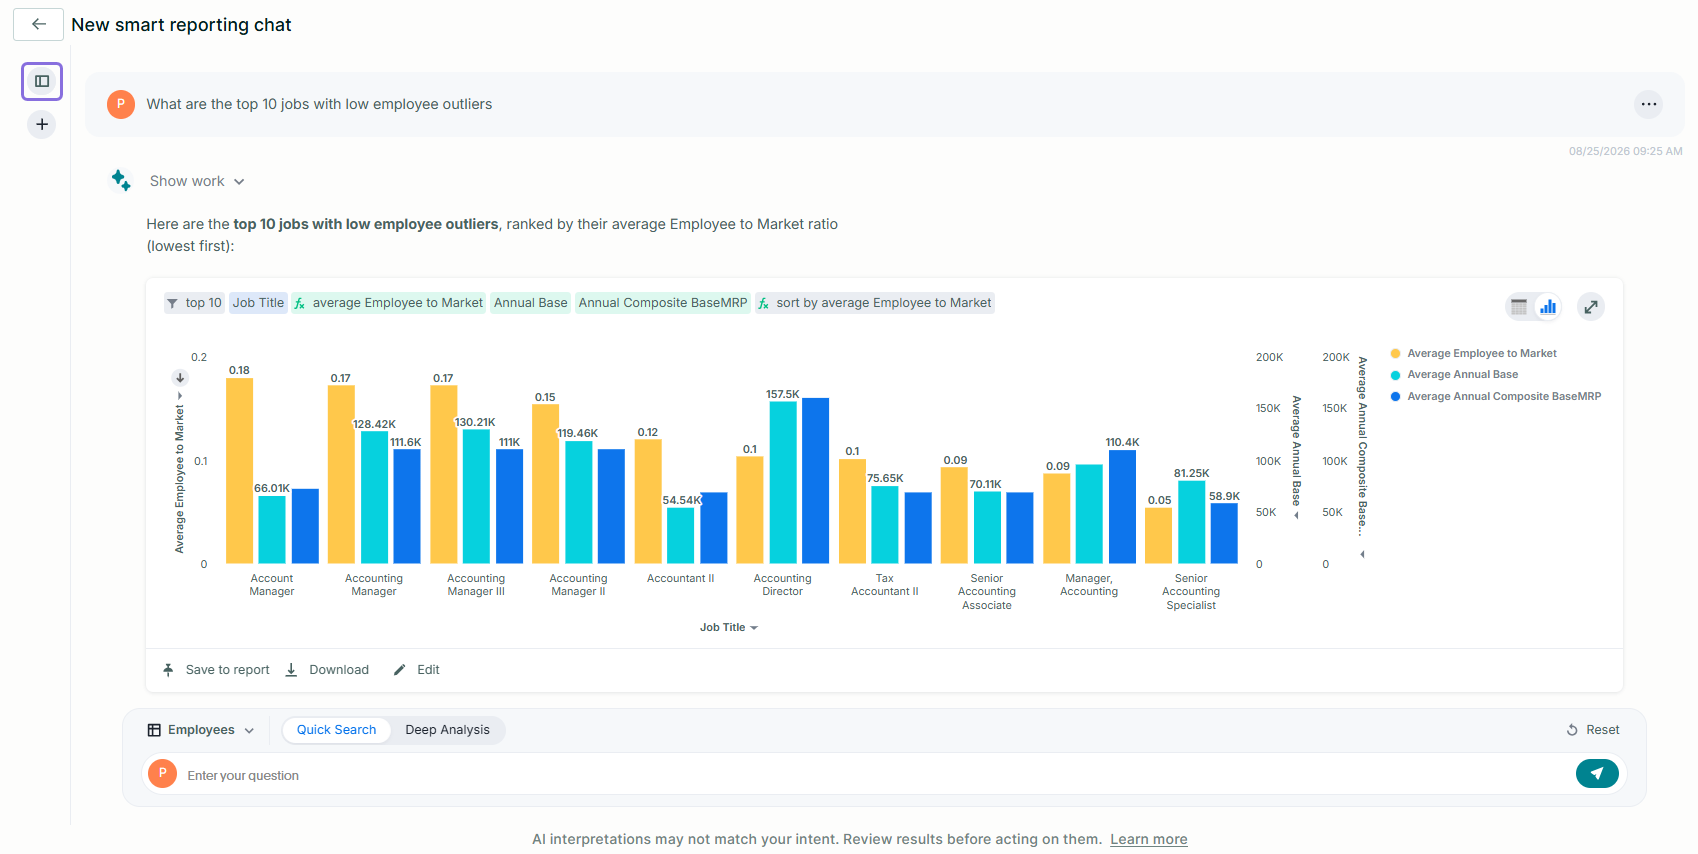 New smart reporting chat
P
What are the top 10 jobs with low employee outliers
08/25/2026 09:25 AM
Show work
Here are the top 10 jobs with low employee outliers, ranked by their average Employee to Market ratio
(lowest first):
top 10 Job Title fx average Employee to Market Annual Base Annual Composite BaseMRP fx sort by average Employee to Market
Average Employee to Market
0.2
0.1
0
0.18
66.01K
0.17
128.42K
111.6K
0.17
130.21K
111K
0.15
119.46K
0.12
54.54K
0.1
157.5K
0.1
75.65K
0.09
70.11K
0.09
110.4K
0.05
81.25K
58.9K
200K
150K
100K
50K
0
Average Annual Base
200K
150K
100K
50K
0
Average Annual Composite Base...
Average Employee to Market
Average Annual Base
Average Annual Composite BaseMRP
Account
Manager
Accounting
Manager
Accounting
Manager III
Accounting
Manager II
Accountant II
Accounting
Director
Tax
Accountant II
Senior
Accounting
Associate
Manager,
Accounting
Senior
Accounting
Specialist
Job Title
Save to report Download Edit
Employees Quick Search Deep Analysis Reset
P Enter your question
AI interpretations may not match your intent. Review results before acting on them. Learn more